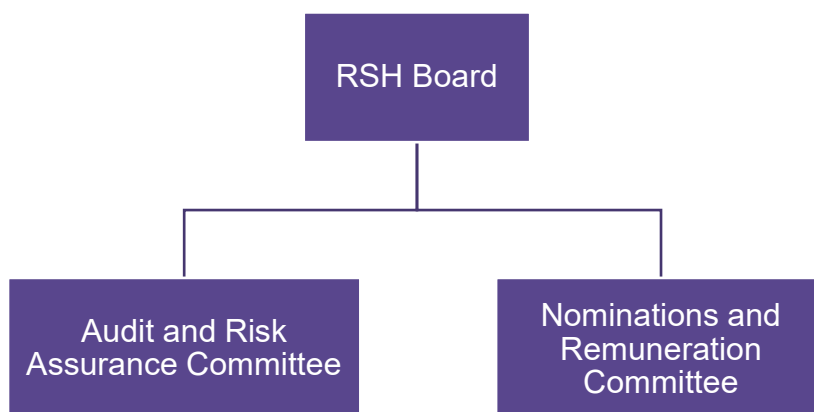 RSH Board
Audit and Risk
Assurance Committee
Nominations and
Remuneration
Committee